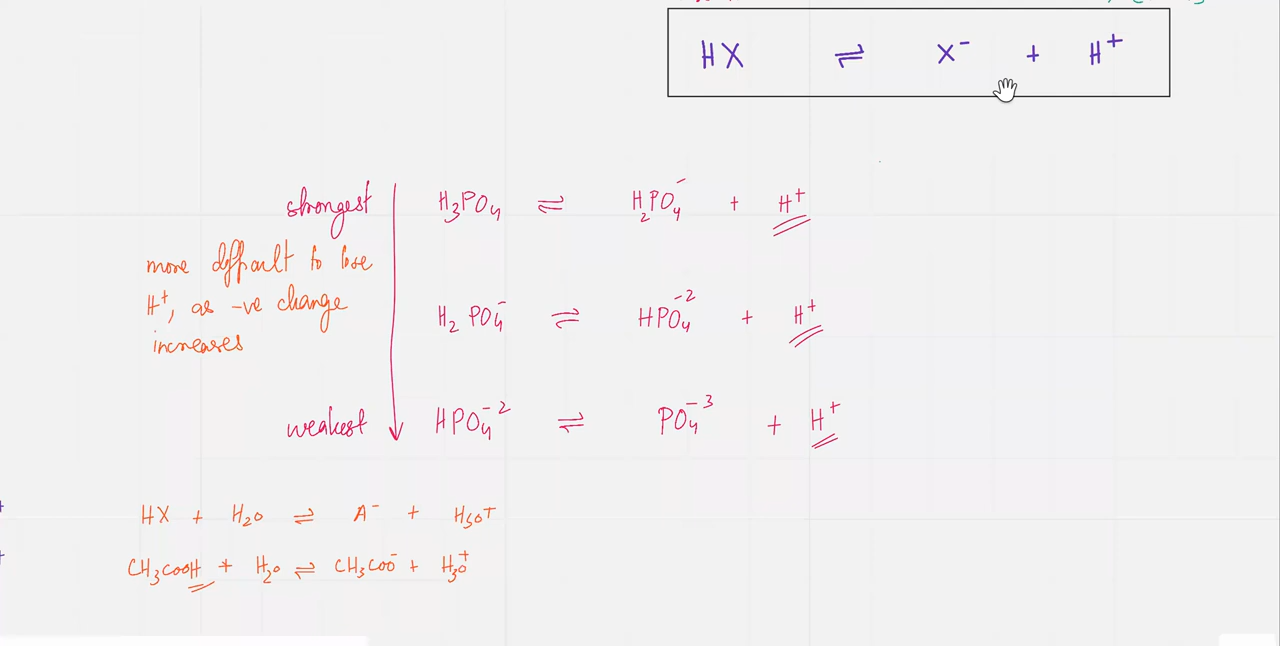 HX ⇌ X⁻ + H⁺
strongest H₃PO₄ ⇌ H₂PO₄⁻ + H⁺
more difficult to lose
H⁺, as -ve change
increases
H₂PO₄⁻ ⇌ HPO₄⁻² + H⁺
weakest HPO₄⁻² ⇌ PO₄⁻³ + H⁺
HX + H₂O ⇌ A⁻ + H₃O⁺
CH₃COOH + H₂O ⇌ CH₃COO⁻ + H₃O⁺